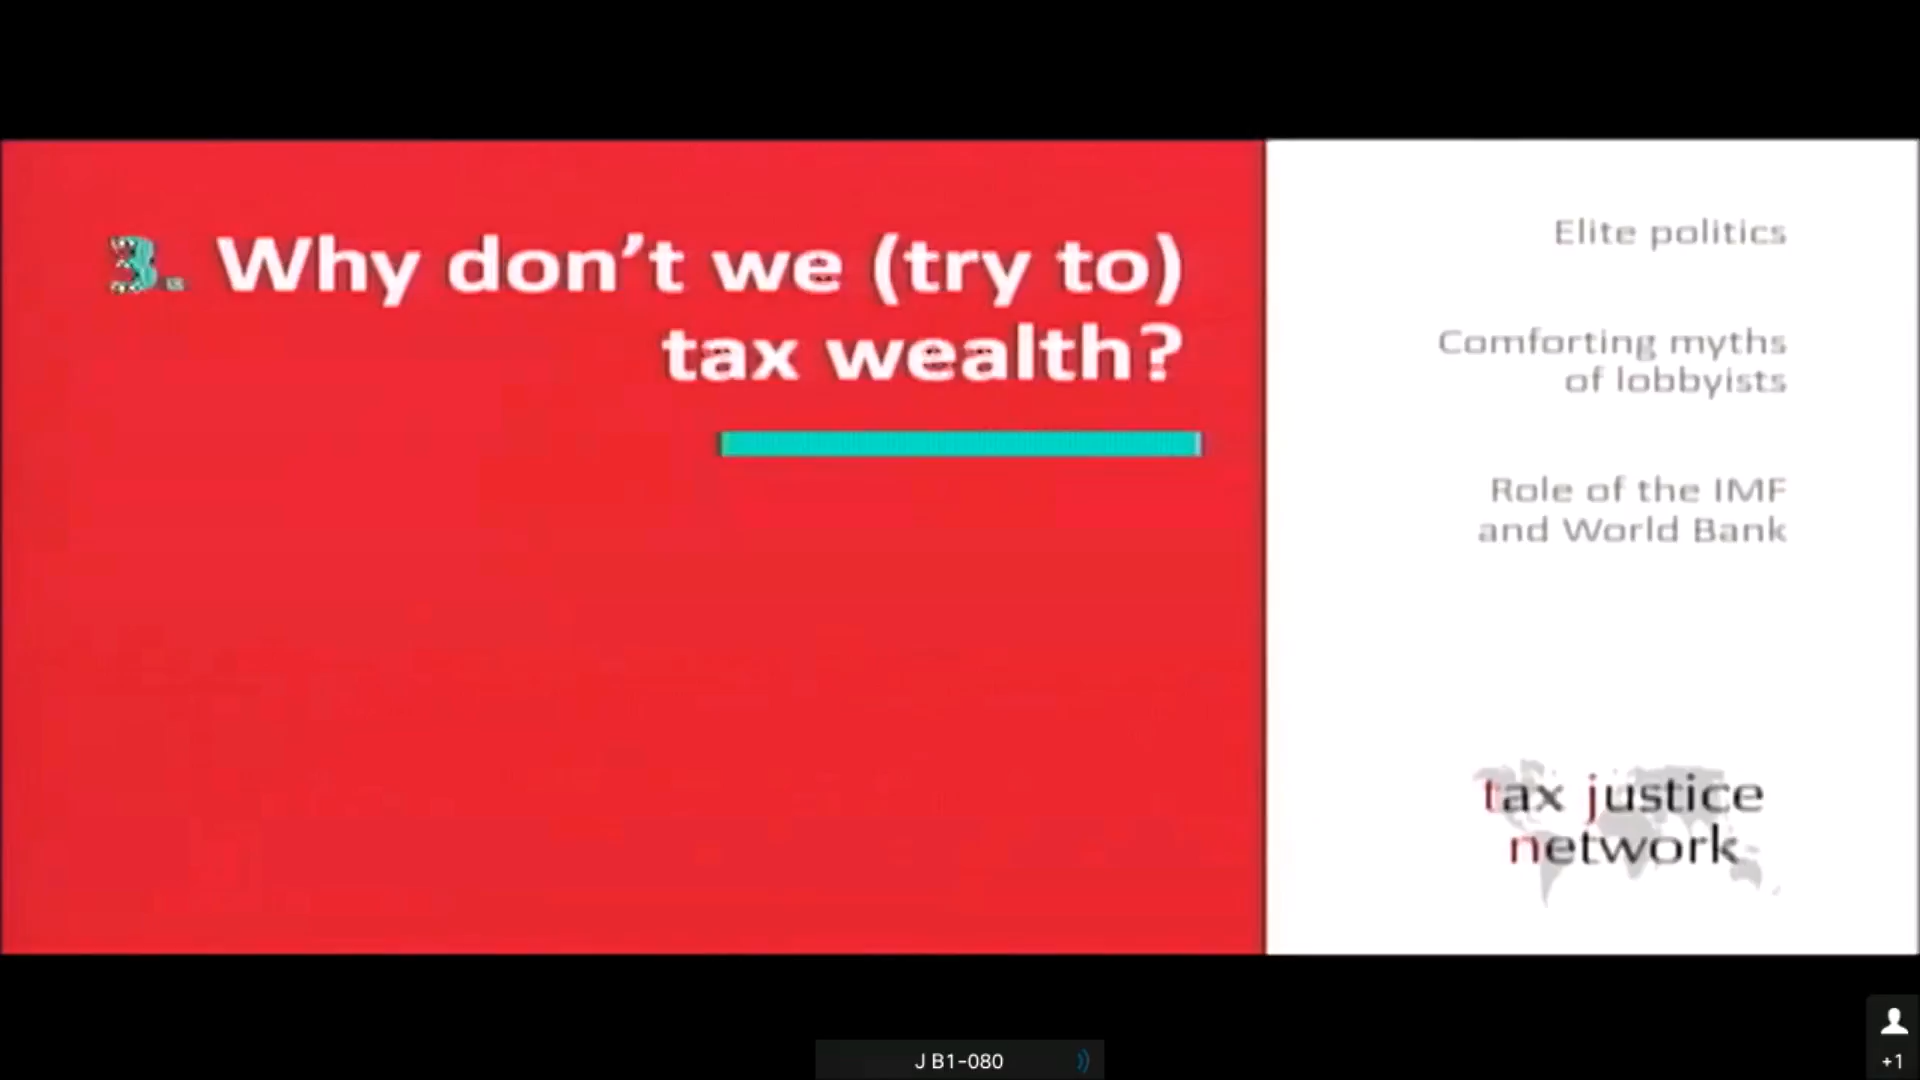 3. Why don't we (try to)
tax wealth?
Elite politics
Comforting myths
of lobbyists
Role of the IMF
and World Bank
tax justice
network
J B1-080
+1